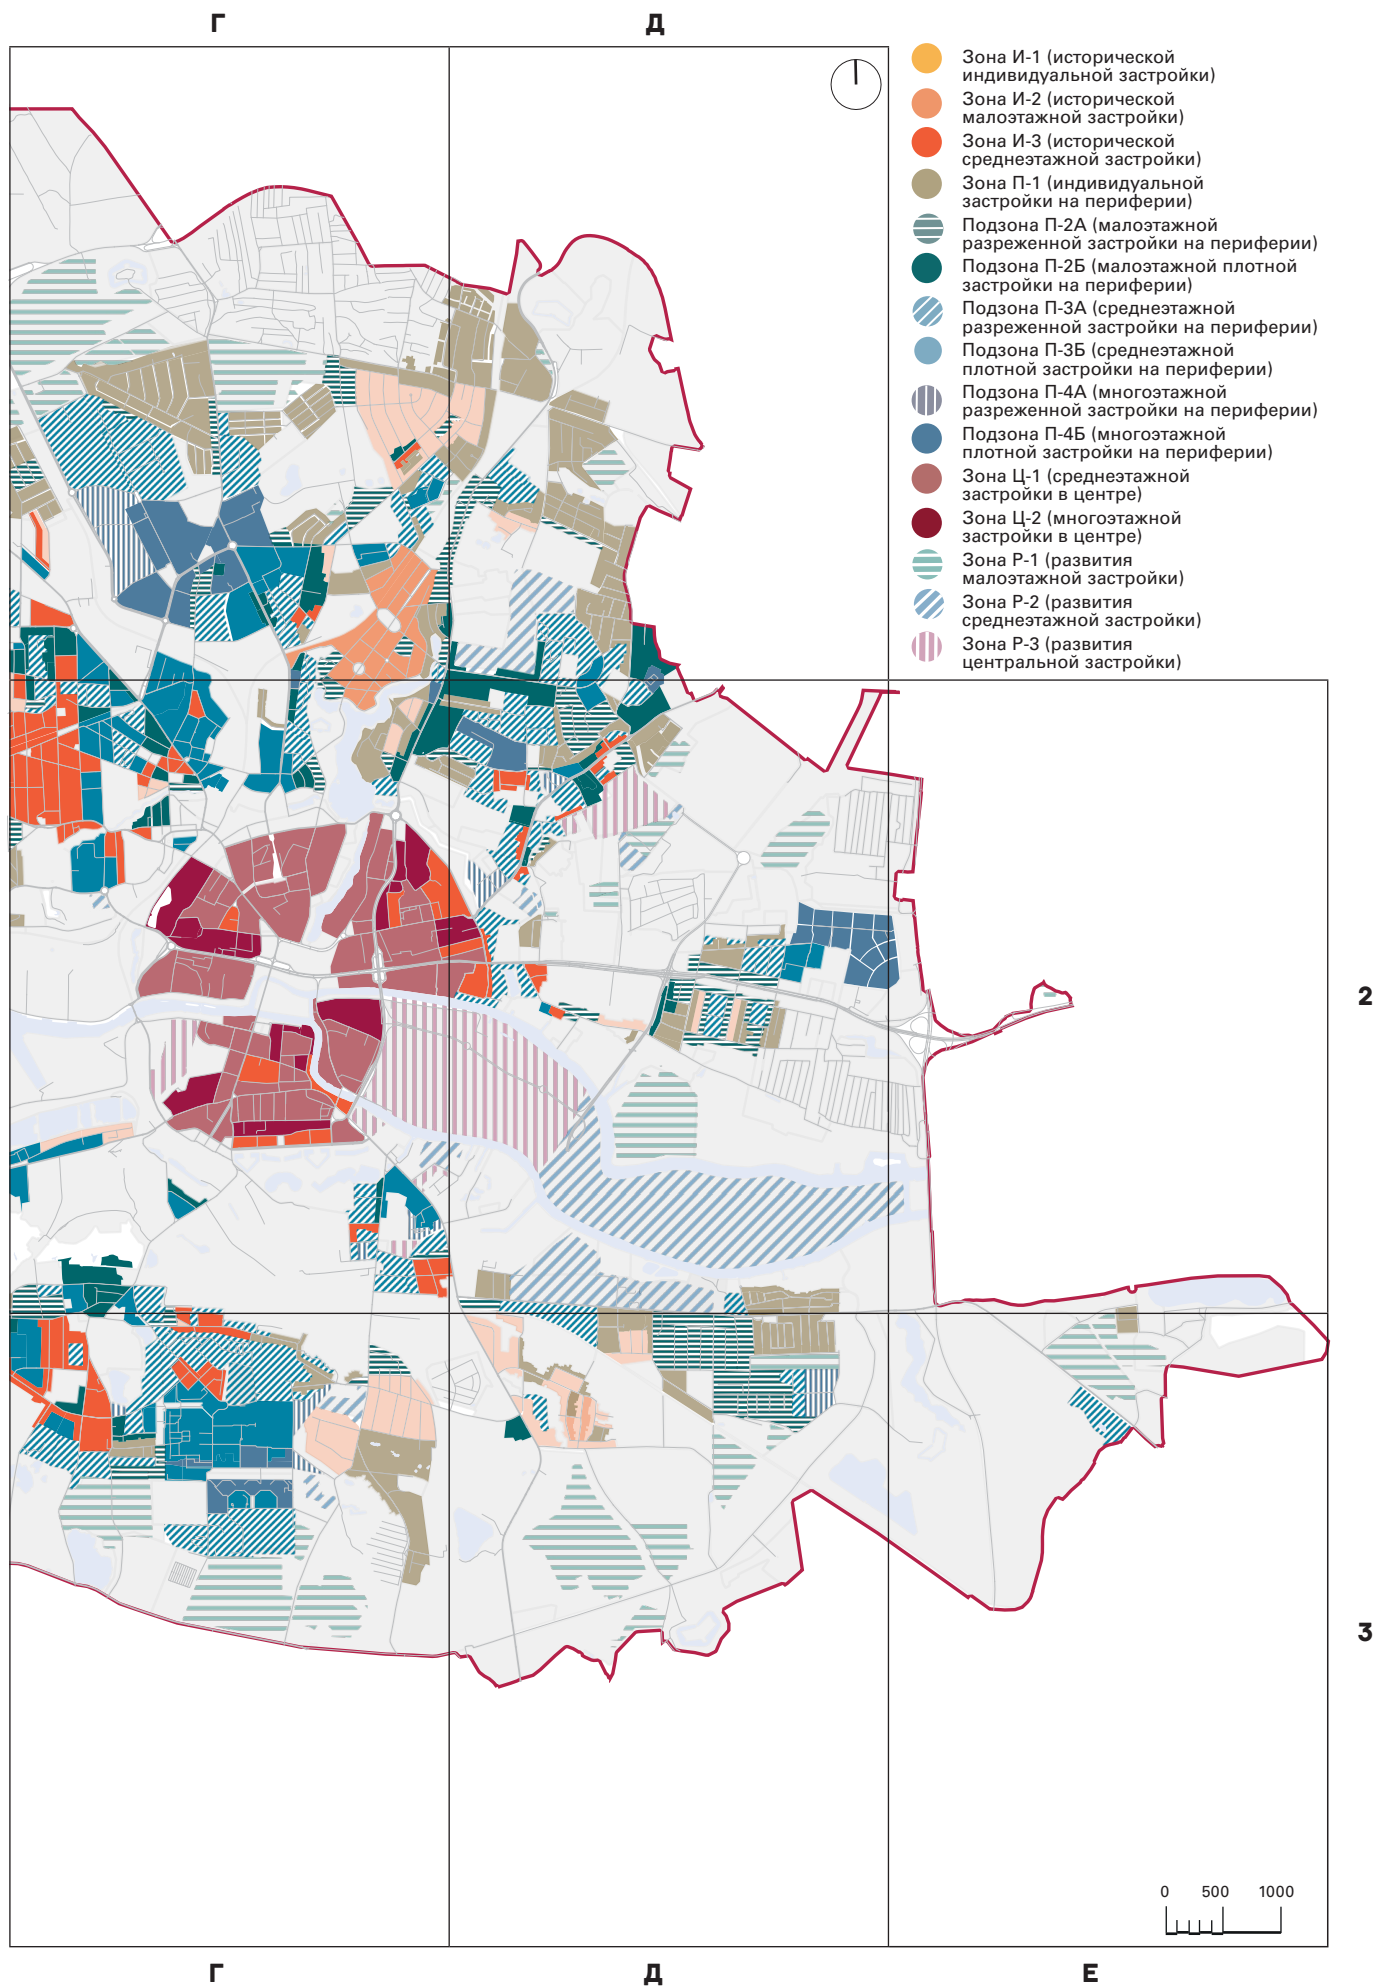 Г
Д
Зона И-1 (исторической
индивидуальной застройки)
Зона И-2 (исторической
малоэтажной застройки)
Зона И-3 (исторической
среднеэтажной застройки)
Зона П-1 (индивидуальной
застройки на периферии)
Подзона П-2А (малоэтажной
разреженной застройки на периферии)
Подзона П-2Б (малоэтажной плотной
застройки на периферии)
Подзона П-3А (среднеэтажной
разреженной застройки на периферии)
Подзона П-3Б (среднеэтажной
плотной застройки на периферии)
Подзона П-4А (многоэтажной
разреженной застройки на периферии)
Подзона П-4Б (многоэтажной
плотной застройки на периферии)
Зона Ц-1 (среднеэтажной
застройки в центре)
Зона Ц-2 (многоэтажной
застройки в центре)
Зона Р-1 (развития
малоэтажной застройки)
Зона Р-2 (развития
среднеэтажной застройки)
Зона Р-3 (развития
центральной застройки)
2
3
0 500 1000
Г
Д
Е